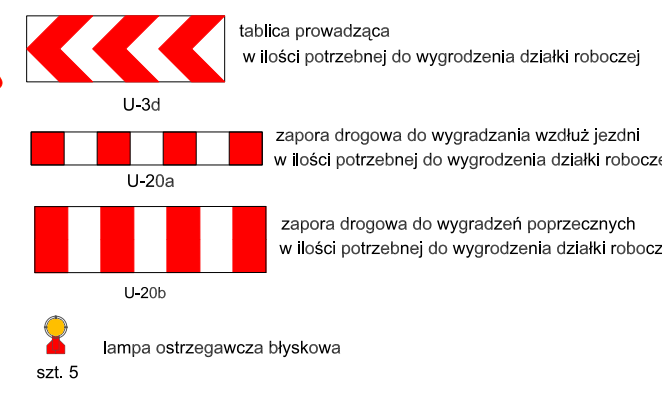 tablica prowadząca
w ilości potrzebnej do wygrodzenia działki roboczej
U-3d
zapora drogowa do wygradzania wzdłuż jezdni
w ilości potrzebnej do wygrodzenia działki robocze
U-20a
zapora drogowa do wygradzeń poprzecznych
w ilości potrzebnej do wygrodzenia działki robocz
U-20b
lampa ostrzegawcza błyskowa
szt. 5